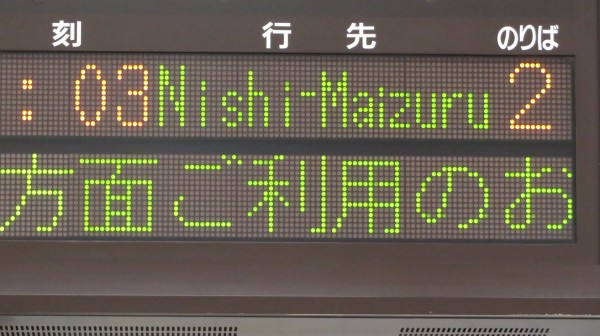 刻 行先 のりば
:03 Nishi-Maizuru 2
方面ご利用のお